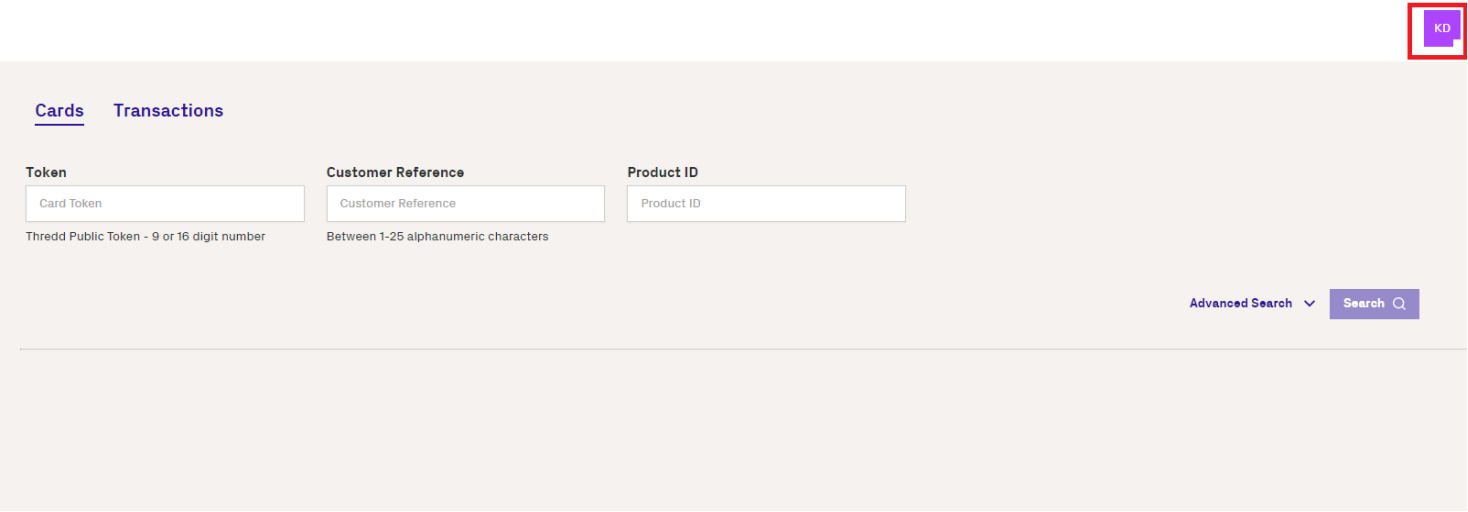 KD
Cards Transactions
Token Customer Reference Product ID
Card Token Customer Reference Product ID
Thredd Public Token - 9 or 16 digit number Between 1-25 alphanumeric characters
Advanced Search Search